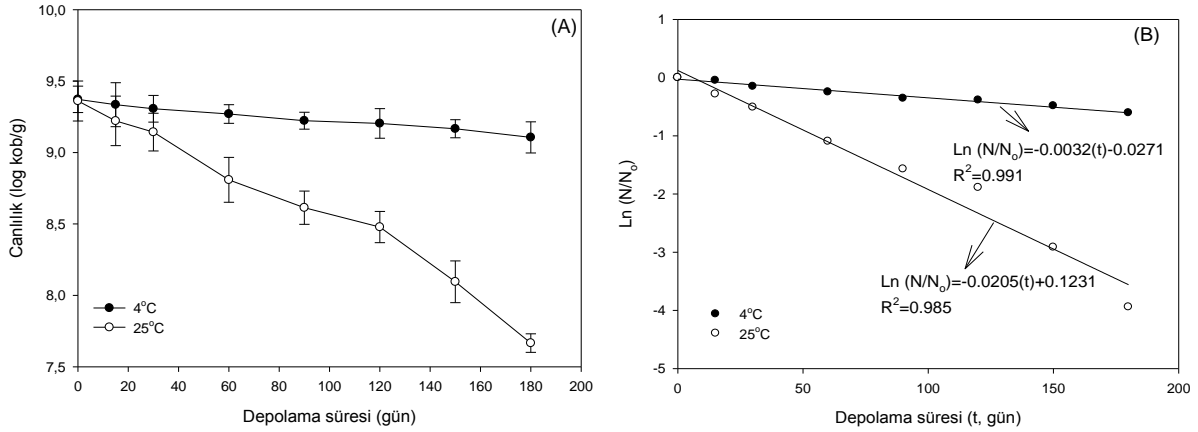 (A)
10,0
9,5
9,0
8,5
8,0
7,5
Canlılık (log kob/g)
4°C
25°C
0 20 40 60 80 100 120 140 160 180 200
Depolama süresi (gün)
(B)
1
0
-1
-2
-3
-4
-5
Ln (N/N₀)
Ln (N/Nₒ)=-0.0032(t)-0.0271
R²=0.991
Ln (N/Nₒ)=-0.0205(t)+0.1231
R²=0.985
4°C
25°C
0 50 100 150 200
Depolama süresi (t, gün)